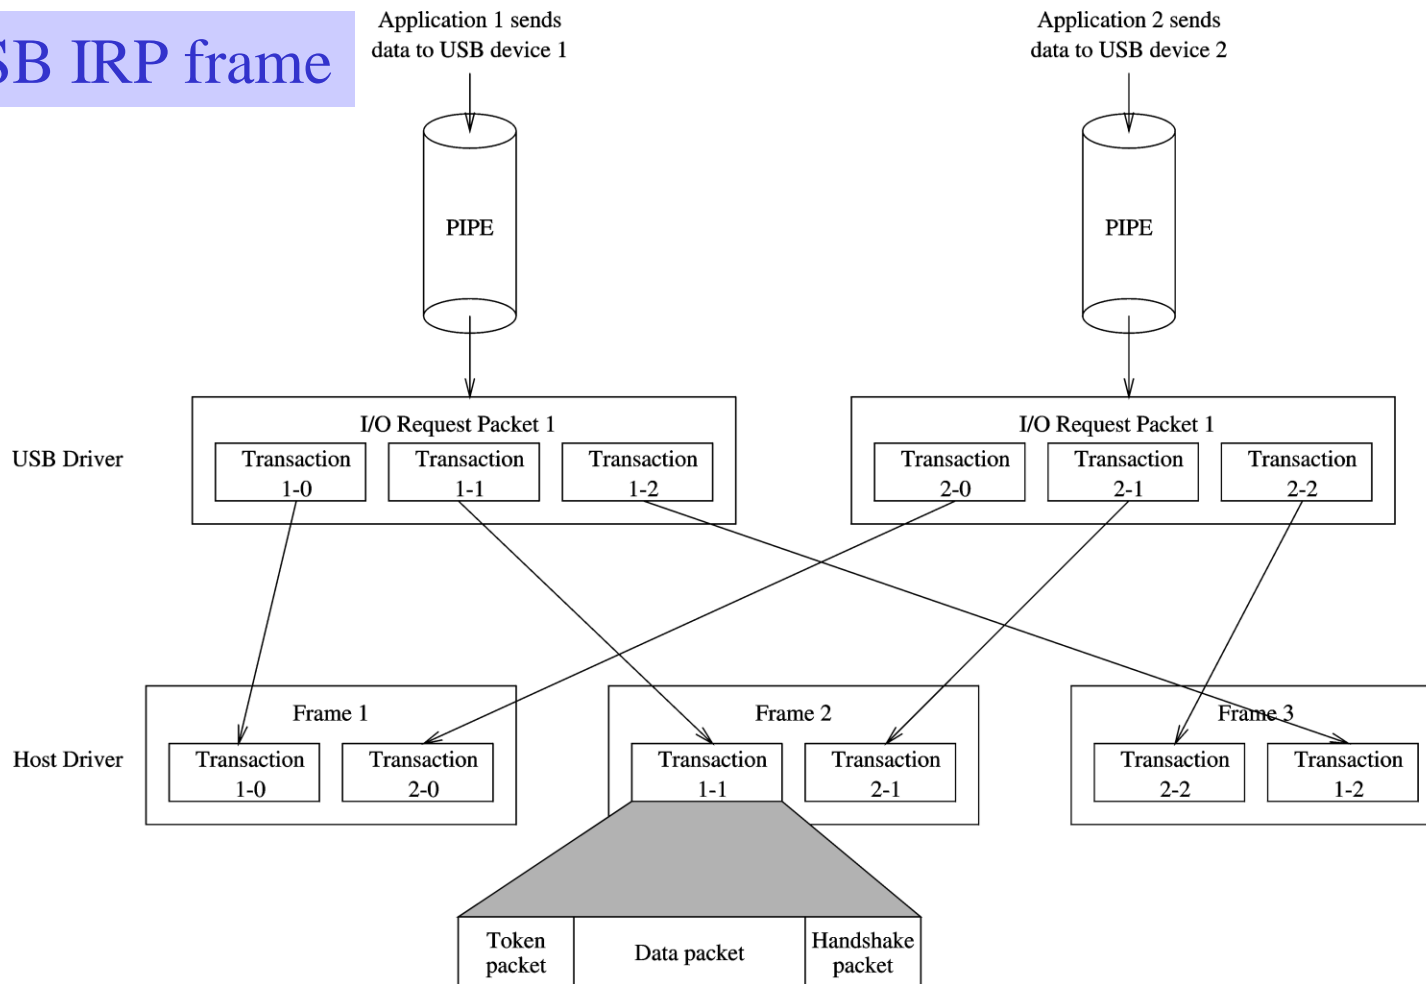 SB IRP frame
Application 1 sends
data to USB device 1
Application 2 sends
data to USB device 2
PIPE
PIPE
USB Driver
I/O Request Packet 1
Transaction
1-0
Transaction
1-1
Transaction
1-2
I/O Request Packet 1
Transaction
2-0
Transaction
2-1
Transaction
2-2
Host Driver
Frame 1
Transaction
1-0
Transaction
2-0
Frame 2
Transaction
1-1
Transaction
2-1
Frame 3
Transaction
2-2
Transaction
1-2
Token
packet
Data packet
Handshake
packet